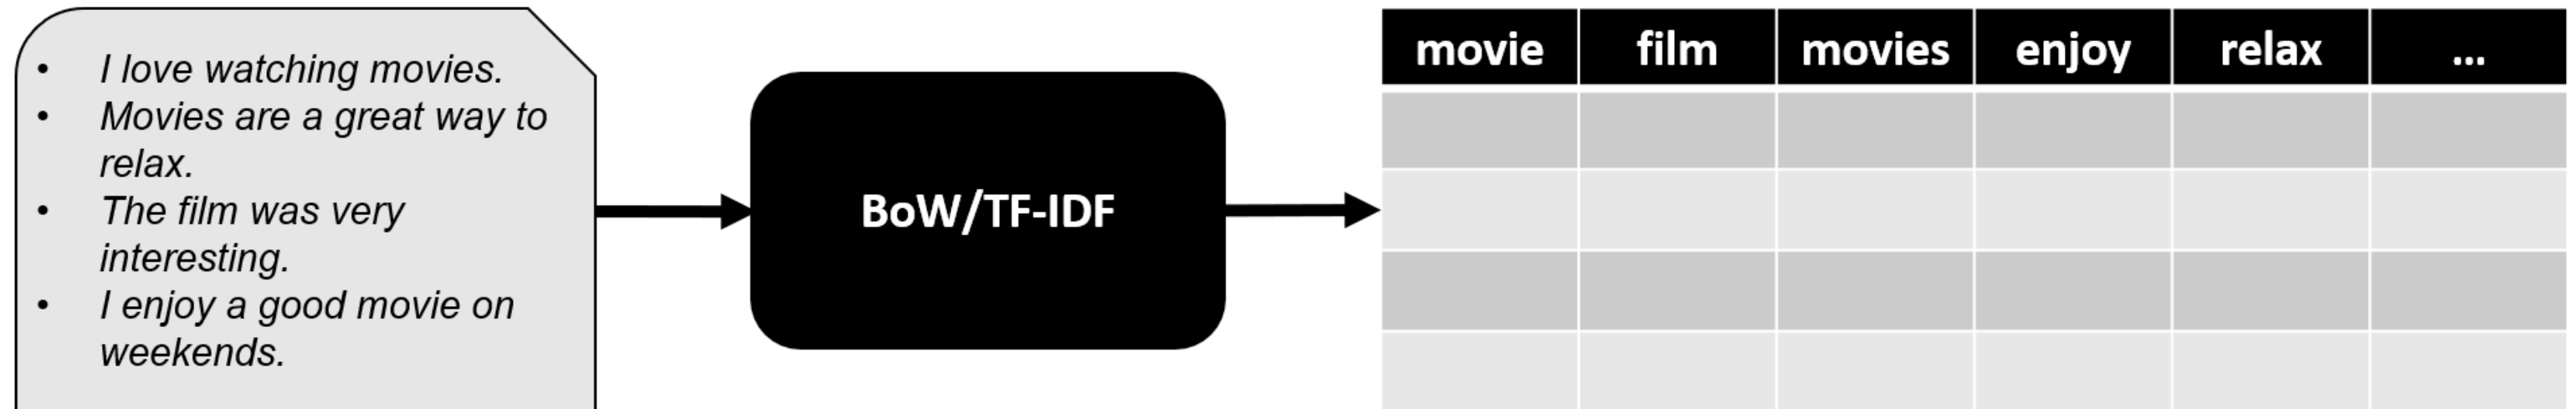 • I love watching movies.
• Movies are a great way to
relax.
• The film was very
interesting.
• I enjoy a good movie on
weekends.
BoW/TF-IDF
movie film movies enjoy relax ...